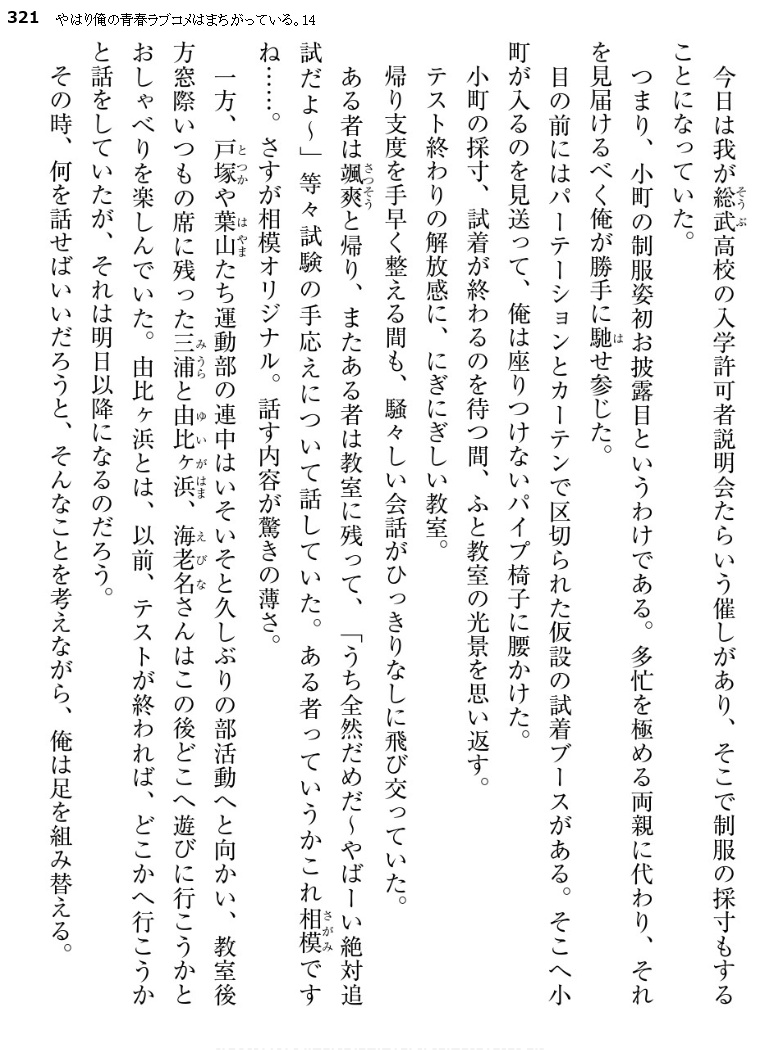 321 やはり俺の青春ラブコメはまちがっている。14
今日は我が総武高校の入学許可者説明会たらいう催しがあり、そこで制服の採寸もする
ことになっていた。
つまり、小町の制服姿初お披露目というわけである。多忙を極める両親に代わり、それ
を見届けるべく俺が勝手に馳せ参じた。
目の前にはパーテーションとカーテンで区切られた仮設の試着ブースがある。そこへ小
町が入るのを見送って、俺は座りつけないパイプ椅子に腰かけた。
小町の採寸、試着が終わるのを待つ間、ふと教室の光景を思い返す。
テスト終わりの解放感に、にぎにぎしい教室。
帰り支度を手早く整える間も、騒々しい会話がひっきりなしに飛び交っていた。
ある者は颯爽と帰り、またある者は教室に残って、「うち全然だめだ〜やばーい絶対追
試だよ〜」等々試験の手応えについて話していた。ある者っていうかこれ相模です
ね……。さすが相模オリジナル。話す内容が驚きの薄さ。
一方、戸塚や葉山たち運動部の連中はいそいそと久しぶりの部活動へと向かい、教室後
方窓際いつもの席に残った三浦と由比ヶ浜、海老名さんはこの後どこへ遊びに行こうかと
おしゃべりを楽しんでいた。由比ヶ浜とは、以前、テストが終われば、どこかへ行こうか
と話をしていたが、それは明日以降になるのだろう。
その時、何を話せばいいだろうと、そんなことを考えながら、俺は足を組み替える。